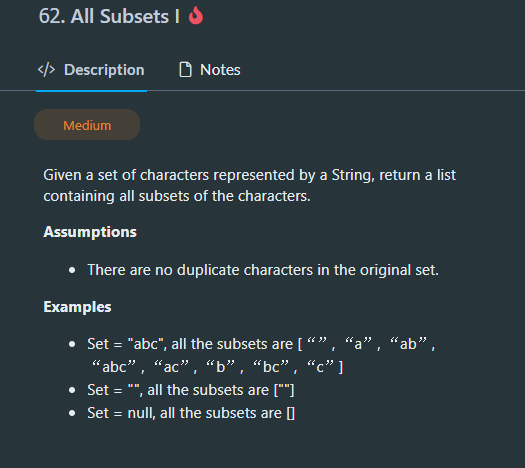 62. All Subsets I
</> Description Notes
Medium
Given a set of characters represented by a String, return a list
containing all subsets of the characters.
Assumptions
• There are no duplicate characters in the original set.
Examples
• Set = "abc", all the subsets are [ “” , “a” , “ab” ,
“abc” , “ac” , “b” , “bc” , “c” ]
• Set = "", all the subsets are [""]
• Set = null, all the subsets are []